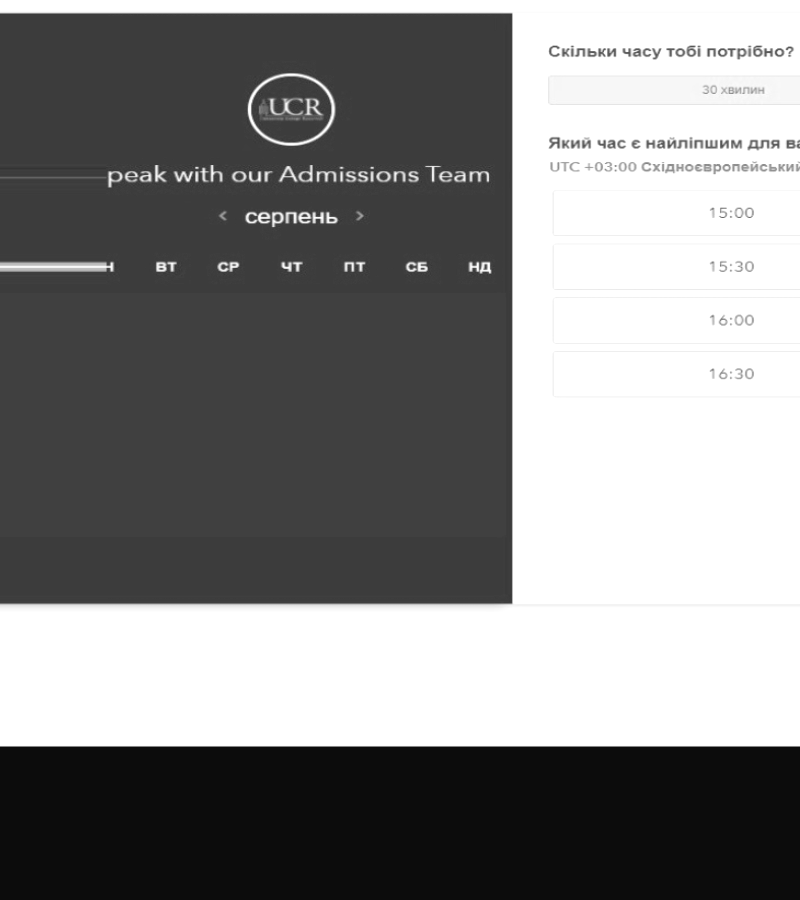 UCR
peak with our Admissions Team
< серпень >
Н ВТ СР ЧТ ПТ СБ НД
Скільки часу тобі потрібно?
30 хвилин
Який час є найліпшим для ва
UTC +03:00 Східноєвропейський
15:00
15:30
16:00
16:30